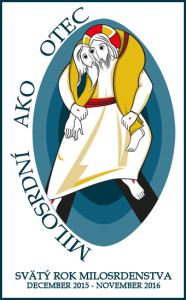 MILOSRDNÍ AKO OTEC
SVÄTÝ ROK MILOSRDENSTVA
DECEMBER 2015 - NOVEMBER 2016